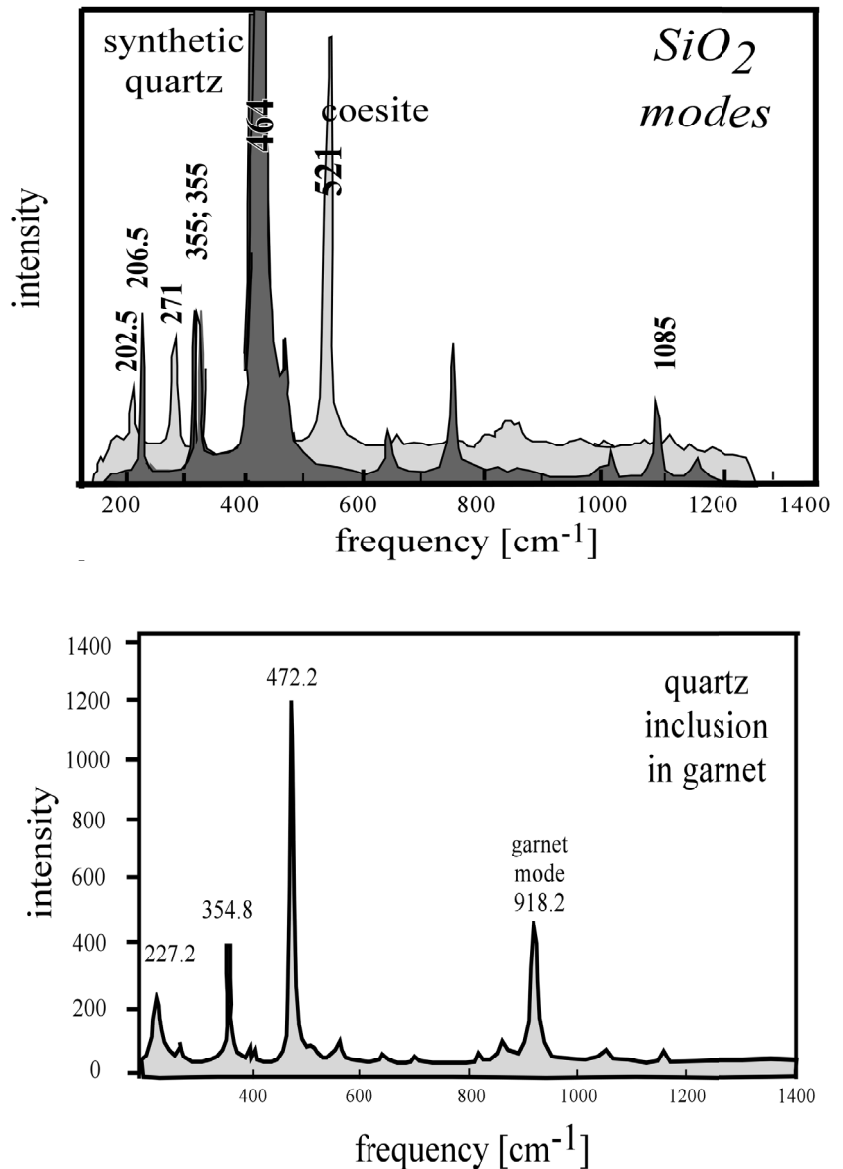 synthetic
quartz
SiO2
modes
coesite
464
521
355; 355
206.5
271
202.5
1085
intensity
200 400 600 800 1000 1200 1400
frequency [cm-1]
1400
1200
1000
800
600
400
200
0
472.2
quartz
inclusion
in garnet
garnet
mode
918.2
354.8
227.2
intensity
400 600 800 1000 1200 1400
frequency [cm-1]